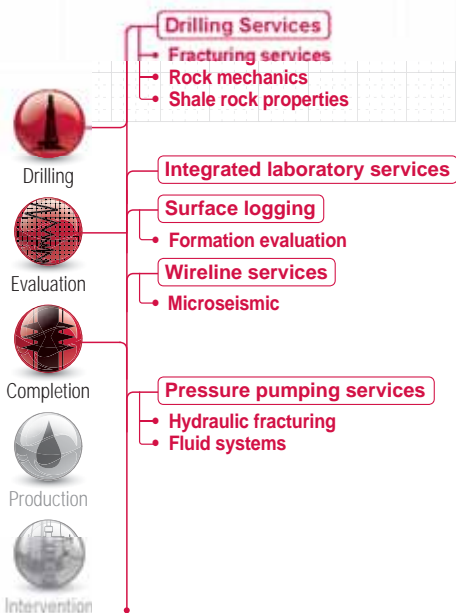 Drilling Services
Fracturing services
Rock mechanics
Shale rock properties
Drilling
Integrated laboratory services
Surface logging
Formation evaluation
Evaluation
Wireline services
Microseismic
Completion
Pressure pumping services
Hydraulic fracturing
Fluid systems
Production
Intervention